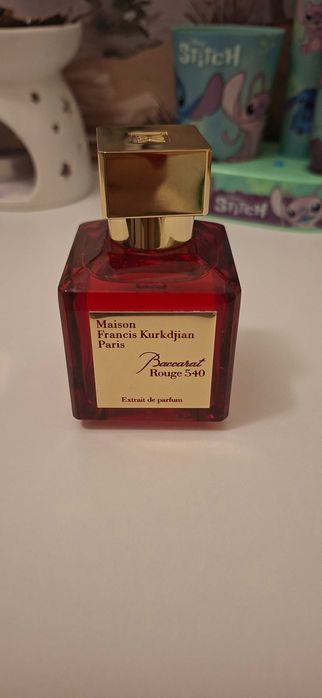 Stitch
Stitch
Maison
Francis Kurkdjian
Paris
Baccarat
Rouge 540
Extrait de parfum